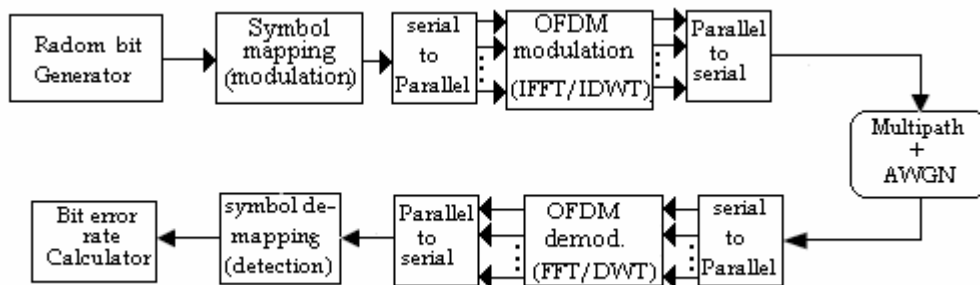 Radom bit
Generator
Symbol
mapping
(modulation)
serial
to
Parallel
OFDM
modulation
(IFFT/IDWT)
Parallel
to
serial
Multipath
+
AWGN
serial
to
Parallel
OFDM
demod.
(FFT/DWT)
Parallel
to
serial
symbol de-
mapping
(detection)
Bit error
rate
Calculator